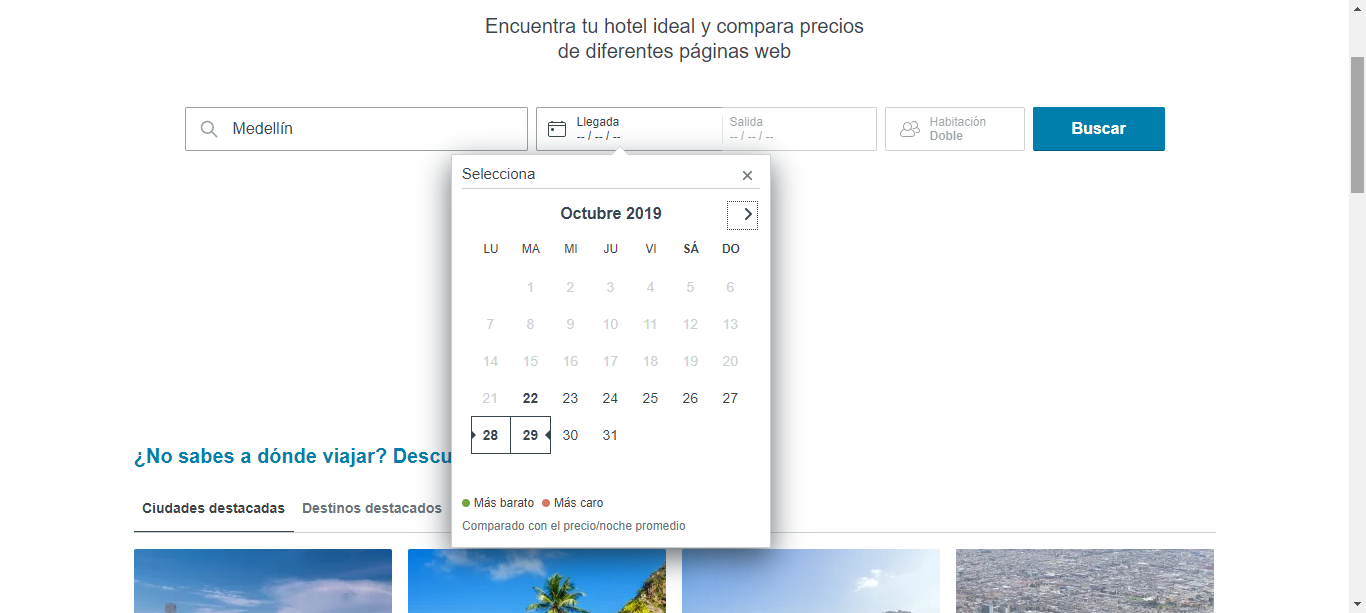 Encuentra tu hotel ideal y compara precios
de diferentes páginas web
Medellín
Llegada
-- / -- / --
Salida
-- / -- / --
Habitación
Doble
Buscar
Selecciona
Octubre 2019
LU MA MI JU VI SÁ DO
1 2 3 4 5 6
7 8 9 10 11 12 13
14 15 16 17 18 19 20
21 22 23 24 25 26 27
28 29 30 31
Más barato Más caro
Comparado con el precio/noche promedio
¿No sabes a dónde viajar? Descu
Ciudades destacadas Destinos destacados